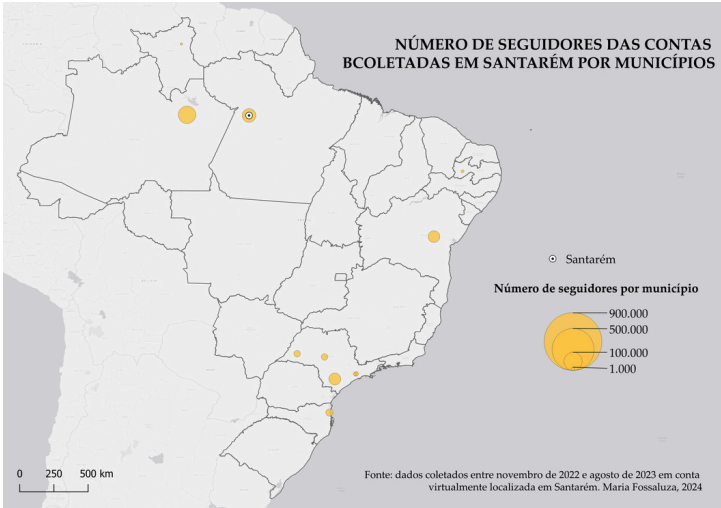 NÚMERO DE SEGUIDORES DAS CONTAS
BCOLETADAS EM SANTARÉM POR MUNICÍPIOS
Santarém
Número de seguidores por município
900.000
500.000
100.000
1.000
0 250 500 km
Fonte: dados coletados entre novembro de 2022 e agosto de 2023 em conta
virtualmente localizada em Santarém. Maria Fossaluza, 2024